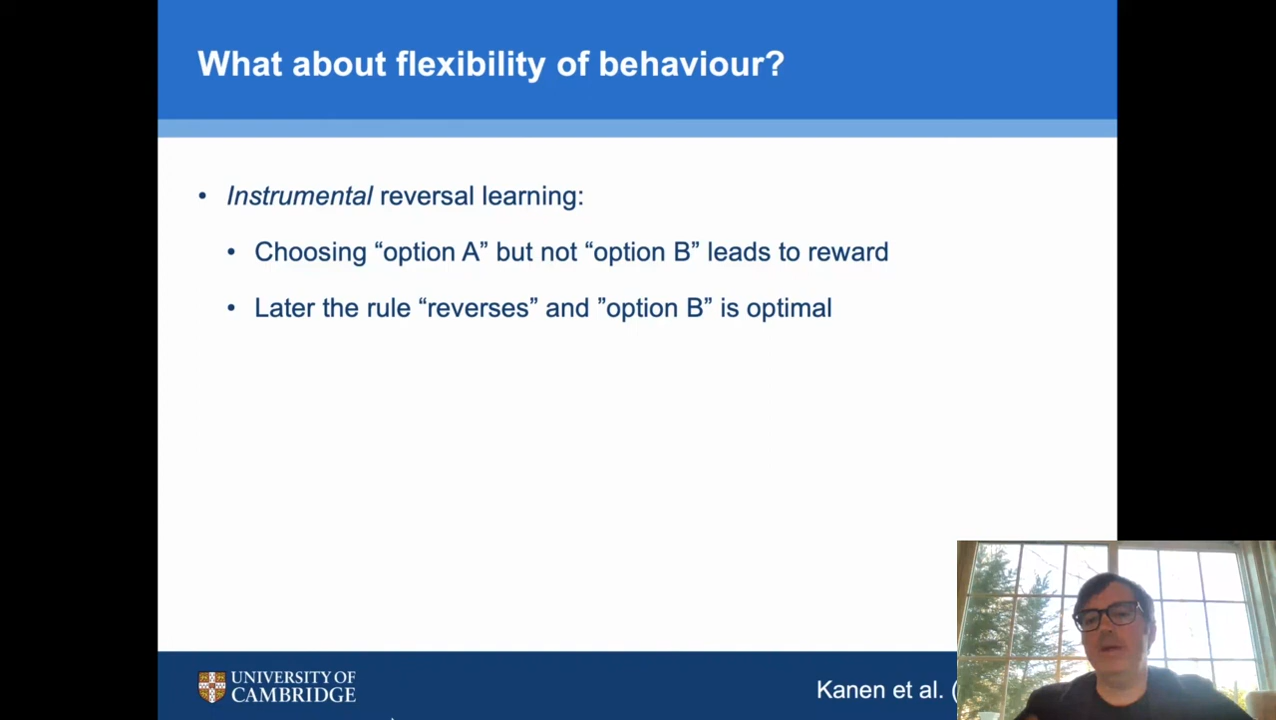 What about flexibility of behaviour?
• Instrumental reversal learning:
• Choosing “option A” but not “option B” leads to reward
• Later the rule “reverses” and ”option B” is optimal
UNIVERSITY OF
CAMBRIDGE
Kanen et al. (